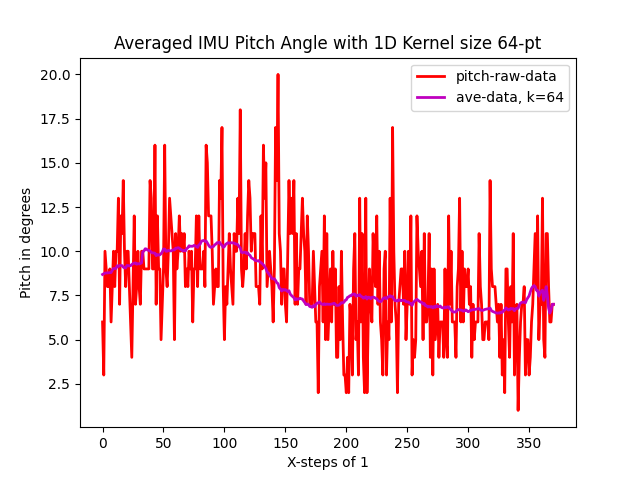 Averaged IMU Pitch Angle with 1D Kernel size 64-pt
pitch-raw-data
ave-data, k=64
Pitch in degrees
20.0
17.5
15.0
12.5
10.0
7.5
5.0
2.5
0 50 100 150 200 250 300 350
X-steps of 1